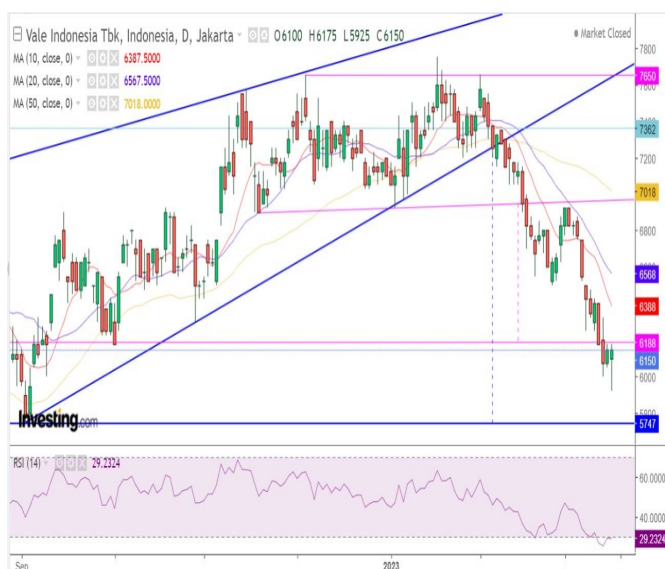 Vale Indonesia Tbk, Indonesia, D, Jakarta O6100 H6175 L5925 C6150
Market Closed
MA (10, close, 0) 6387.5000
MA (20, close, 0) 6567.5000
MA (50, close, 0) 7018.0000
7800
7650
7600
7362
7200
7018
6800
6568
6388
6188
6150
6000
5747
Investing.com
RSI (14) 29.2324
60.0000
40.0000
29.2324
Sep
2023